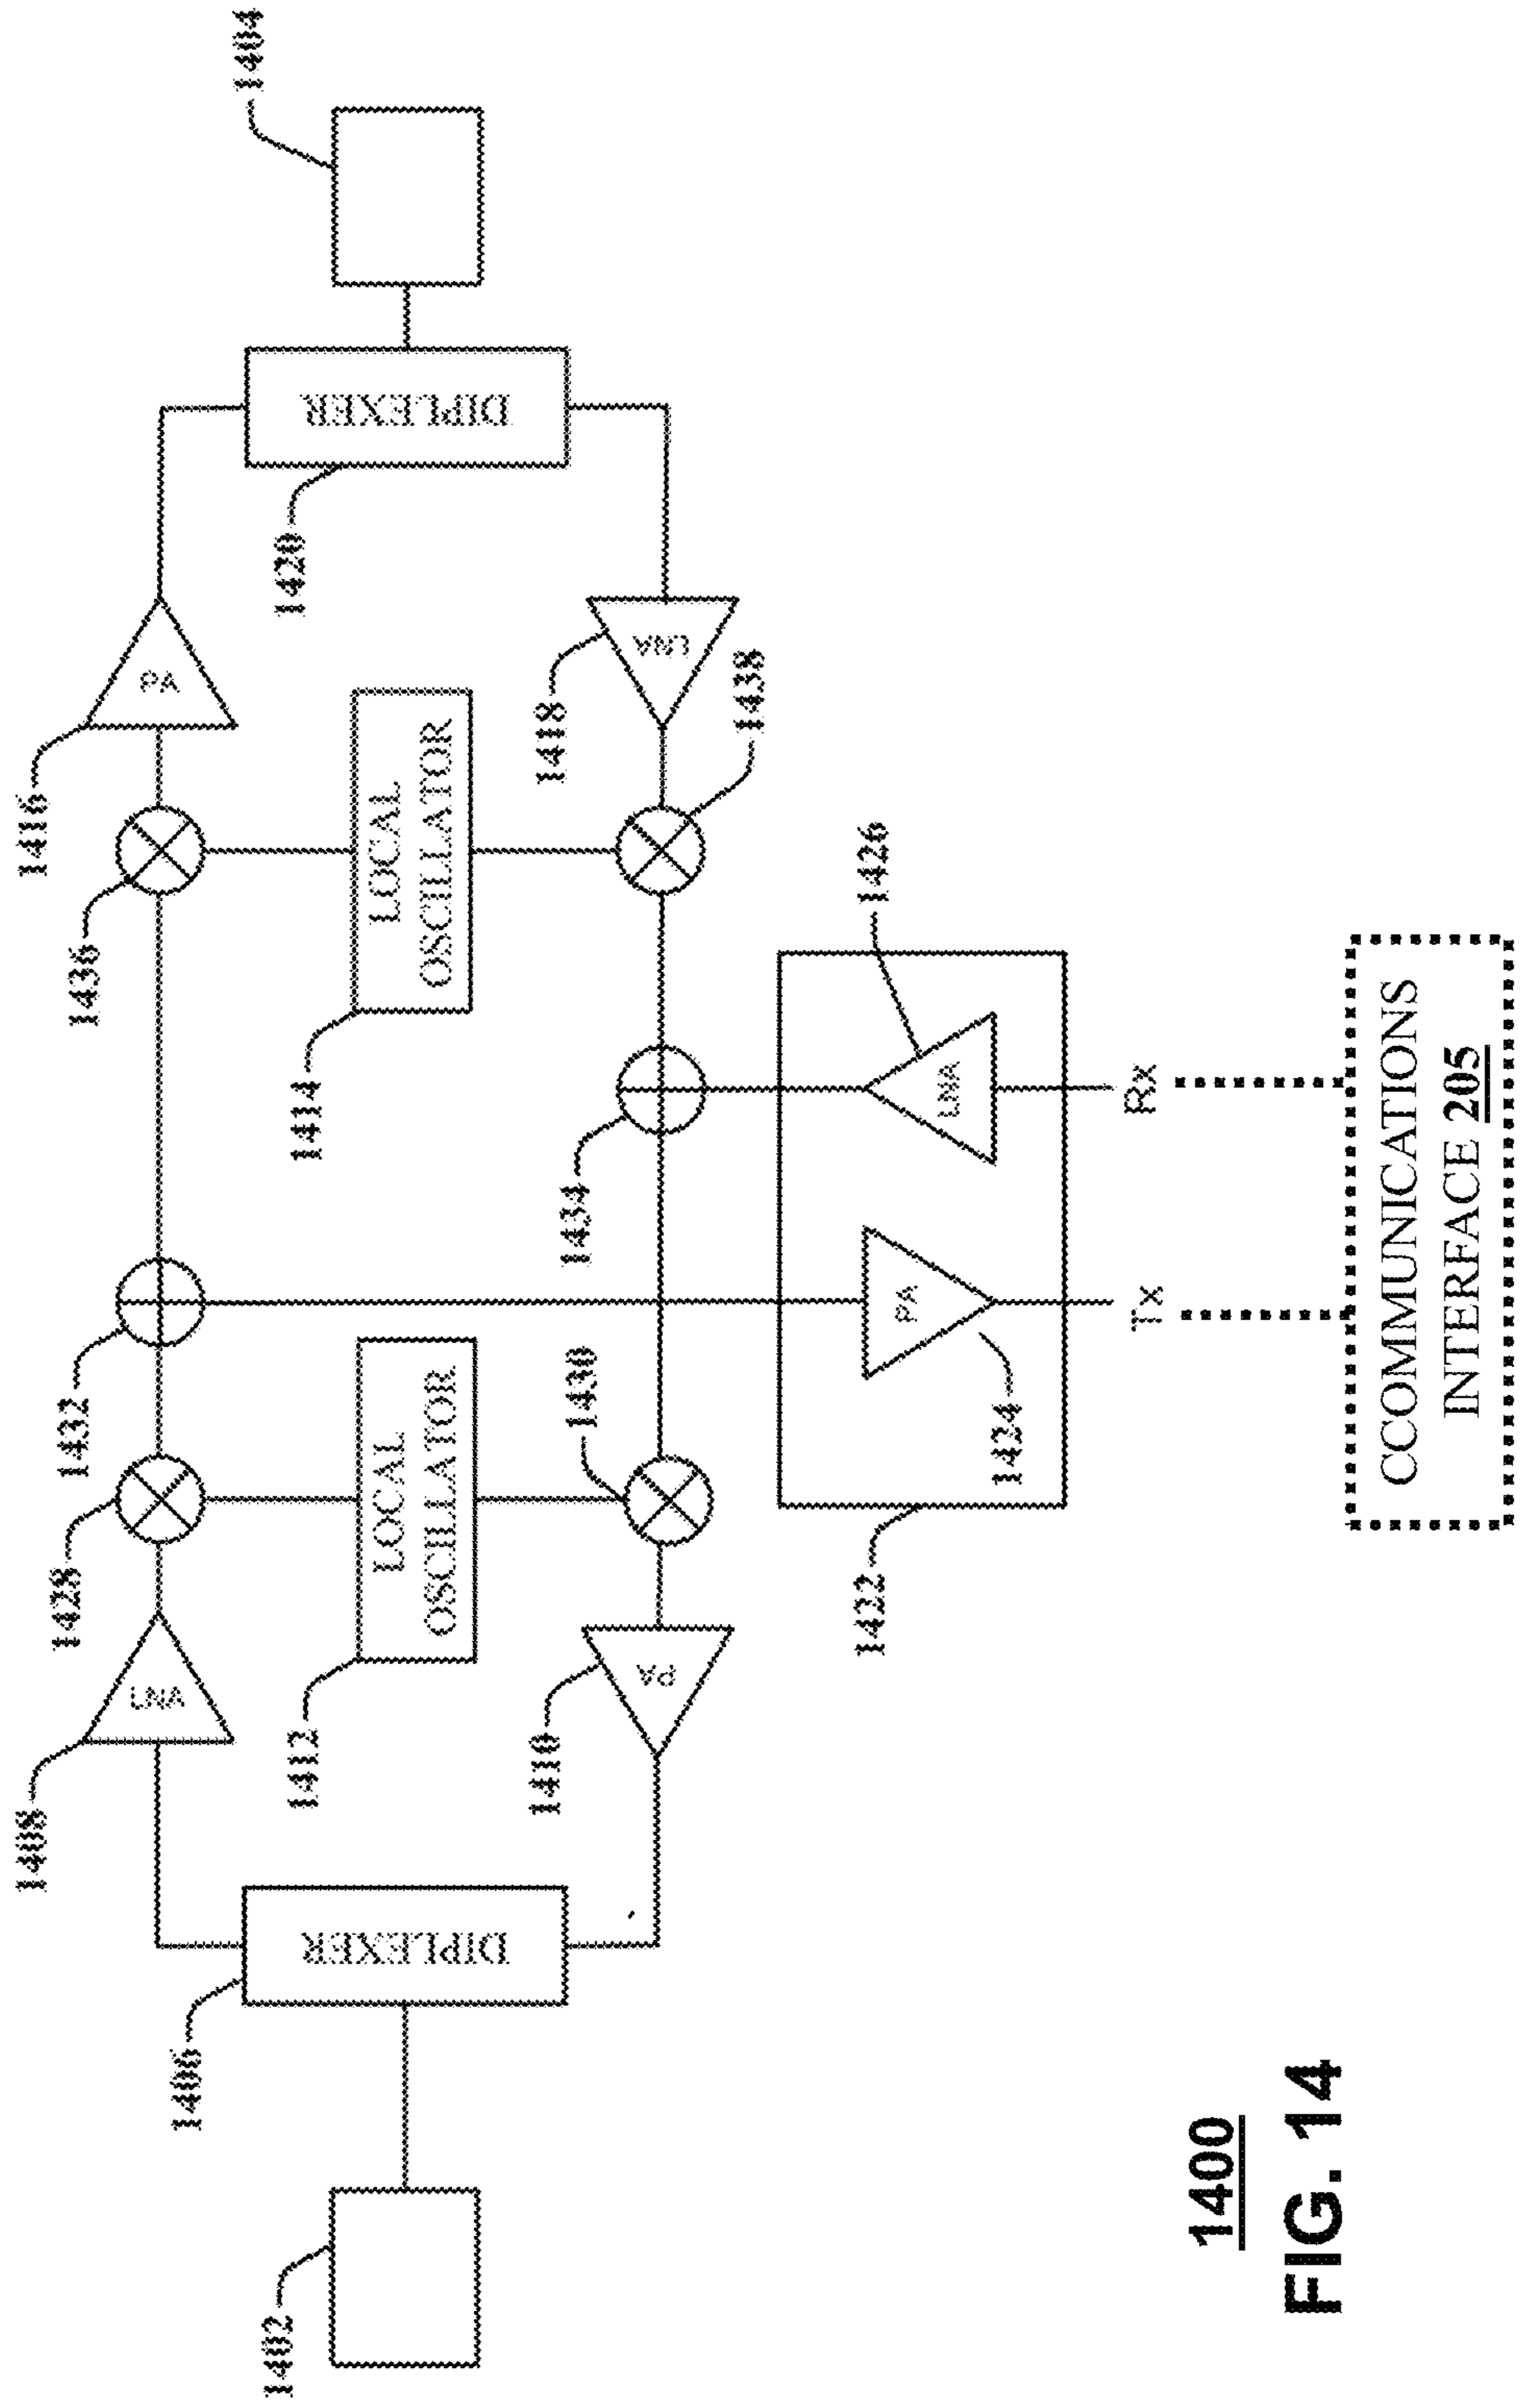 1408
1416
1428
1432
1436
LNA
PA
1406
1404
1402
1412
1420
1414
DIPLEXER
LOCAL
OSCILLATOR
LOCAL
OSCILLATOR
DIPLEXER
1410
1430
1434
1418
PA
LNA
1438
1422
1426
PA
LNA
1424
Tx
Rx
CCOMMUNICATIONS
INTERFACE 205
1400
FIG. 14